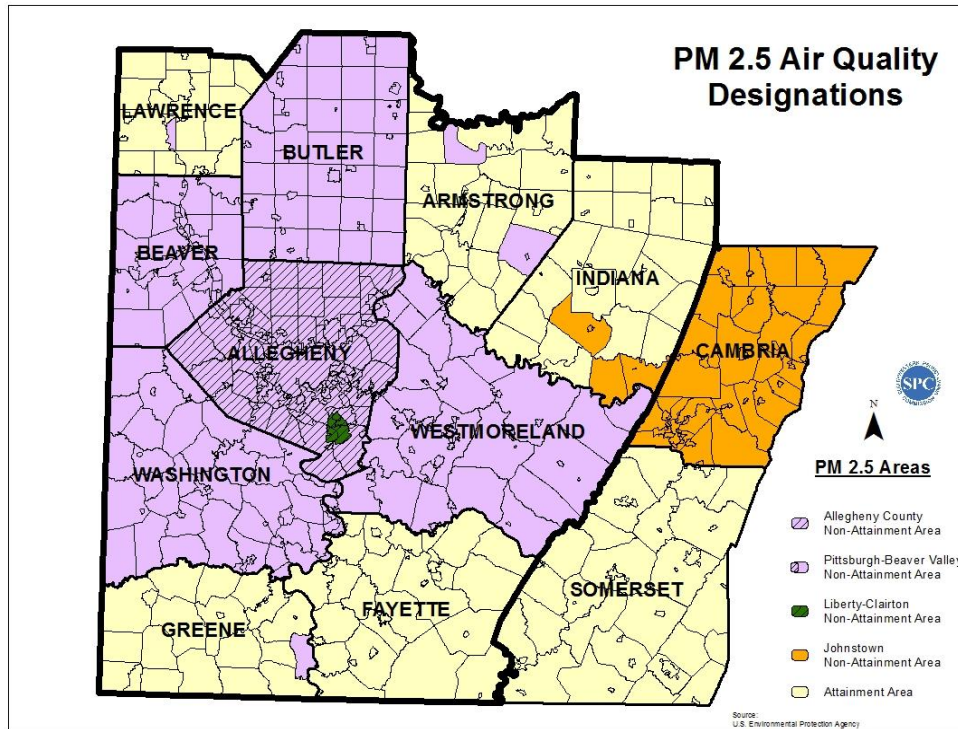 PM 2.5 Air Quality
Designations
LAWRENCE
BUTLER
ARMSTRONG
BEAVER
INDIANA
ALLEGHENY
CAMBRIA
WESTMORELAND
WASHINGTON
SOMERSET
FAYETTE
GREENE
SPC
N
PM 2.5 Areas
Allegheny County
Non-Attainment Area
Pittsburgh-Beaver Valley
Non-Attainment Area
Liberty-Clairton
Non-Attainment Area
Johnstown
Non-Attainment Area
Attainment Area
Source:
U.S. Environmental Protection Agency